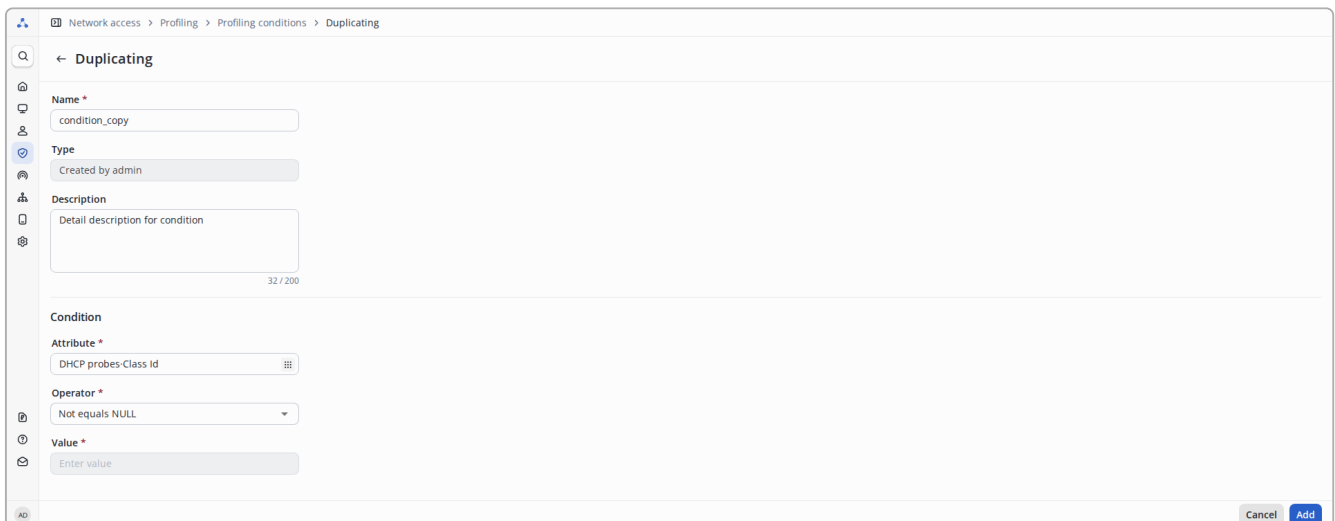 Network access > Profiling > Profiling conditions > Duplicating
← Duplicating
Name *
condition_copy
Type
Created by admin
Description
Detail description for condition
32 / 200
Condition
Attribute *
DHCP probes·Class Id
Operator *
Not equals NULL
Value *
Enter value
AD
Cancel
Add